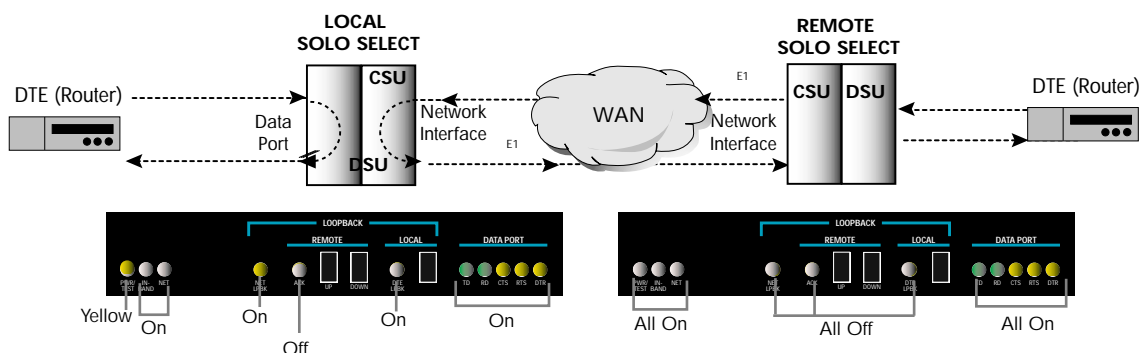 LOCAL
SOLO SELECT
REMOTE
SOLO SELECT
CSU
DSU
E1
CSU DSU
DTE (Router)
DTE (Router)
Data
Port
Network
Interface
E1
WAN
Network
Interface
LOOPBACK
REMOTE
LOCAL
DATA PORT
PWR/
TEST
IN-
BAND
NET
NET
LPBK
ACK
UP
DOWN
DTE
LPBK
TD
RD
CTS
RTS
DTR
Yellow
On
On
Off
On
On
LOOPBACK
REMOTE
LOCAL
DATA PORT
PWR/
TEST
IN-
BAND
NET
NET
LPBK
ACK
UP
DOWN
DTE
LPBK
TD
RD
CTS
RTS
DTR
All On
All Off
All On